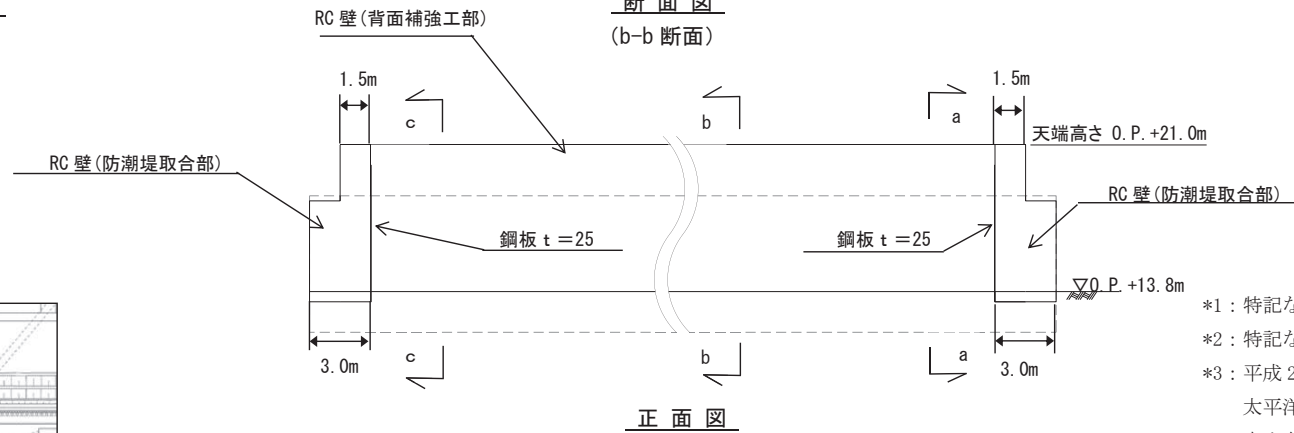 断 面 図
RC 壁(背面補強工部)
(b-b 断面)
1.5m
1.5m
c
b
a
天端高さ O.P.+21.0m
RC 壁(防潮堤取合部)
RC 壁(防潮堤取合部)
鋼板 t =25
鋼板 t =25
▽O.P.+13.8m
*1：特記な
*2：特記な
3.0m
c
b
a
3.0m
*3：平成 2
太平洋
正 面 図